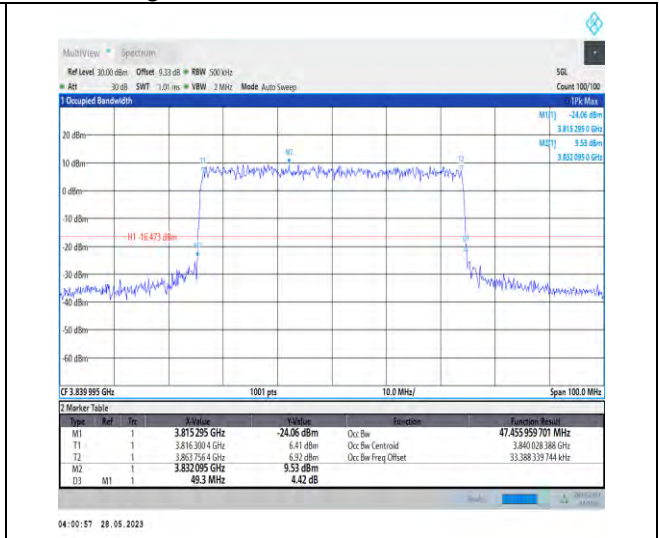 MultiView Spectrum
Ref Level 30.00 dBm Offset 9.33 dB RBW 500 kHz SGL
Att 30 dB SWT 1.01 ms VBW 2 MHz Mode Auto Sweep Count 100/100
1 Occupied Bandwidth 1Pk Max
M1[1] -24.06 dBm
3.815 295 0 GHz
M2[1] 9.53 dBm
3.832 095 0 GHz
20 dBm
10 dBm
T1 M2 T2
0 dBm
-10 dBm
H1 -16.473 dBm
-20 dBm
-30 dBm
-40 dBm
-50 dBm
-60 dBm
CF 3.839 995 GHz 1001 pts 10.0 MHz/ Span 100.0 MHz
2 Marker Table
Type Ref Trc X-Value Y-Value Function Function Result
M1 1 3.815 295 GHz -24.06 dBm Occ Bw 47.455 959 701 MHz
T1 1 3.816 300 4 GHz 6.41 dBm Occ Bw Centroid 3.840 028 388 GHz
T2 1 3.863 756 4 GHz 6.92 dBm Occ Bw Freq Offset 33.388 339 744 kHz
M2 1 3.832 095 GHz 9.53 dBm
D3 M1 1 49.3 MHz 4.42 dB
04:00:57 28.05.2023